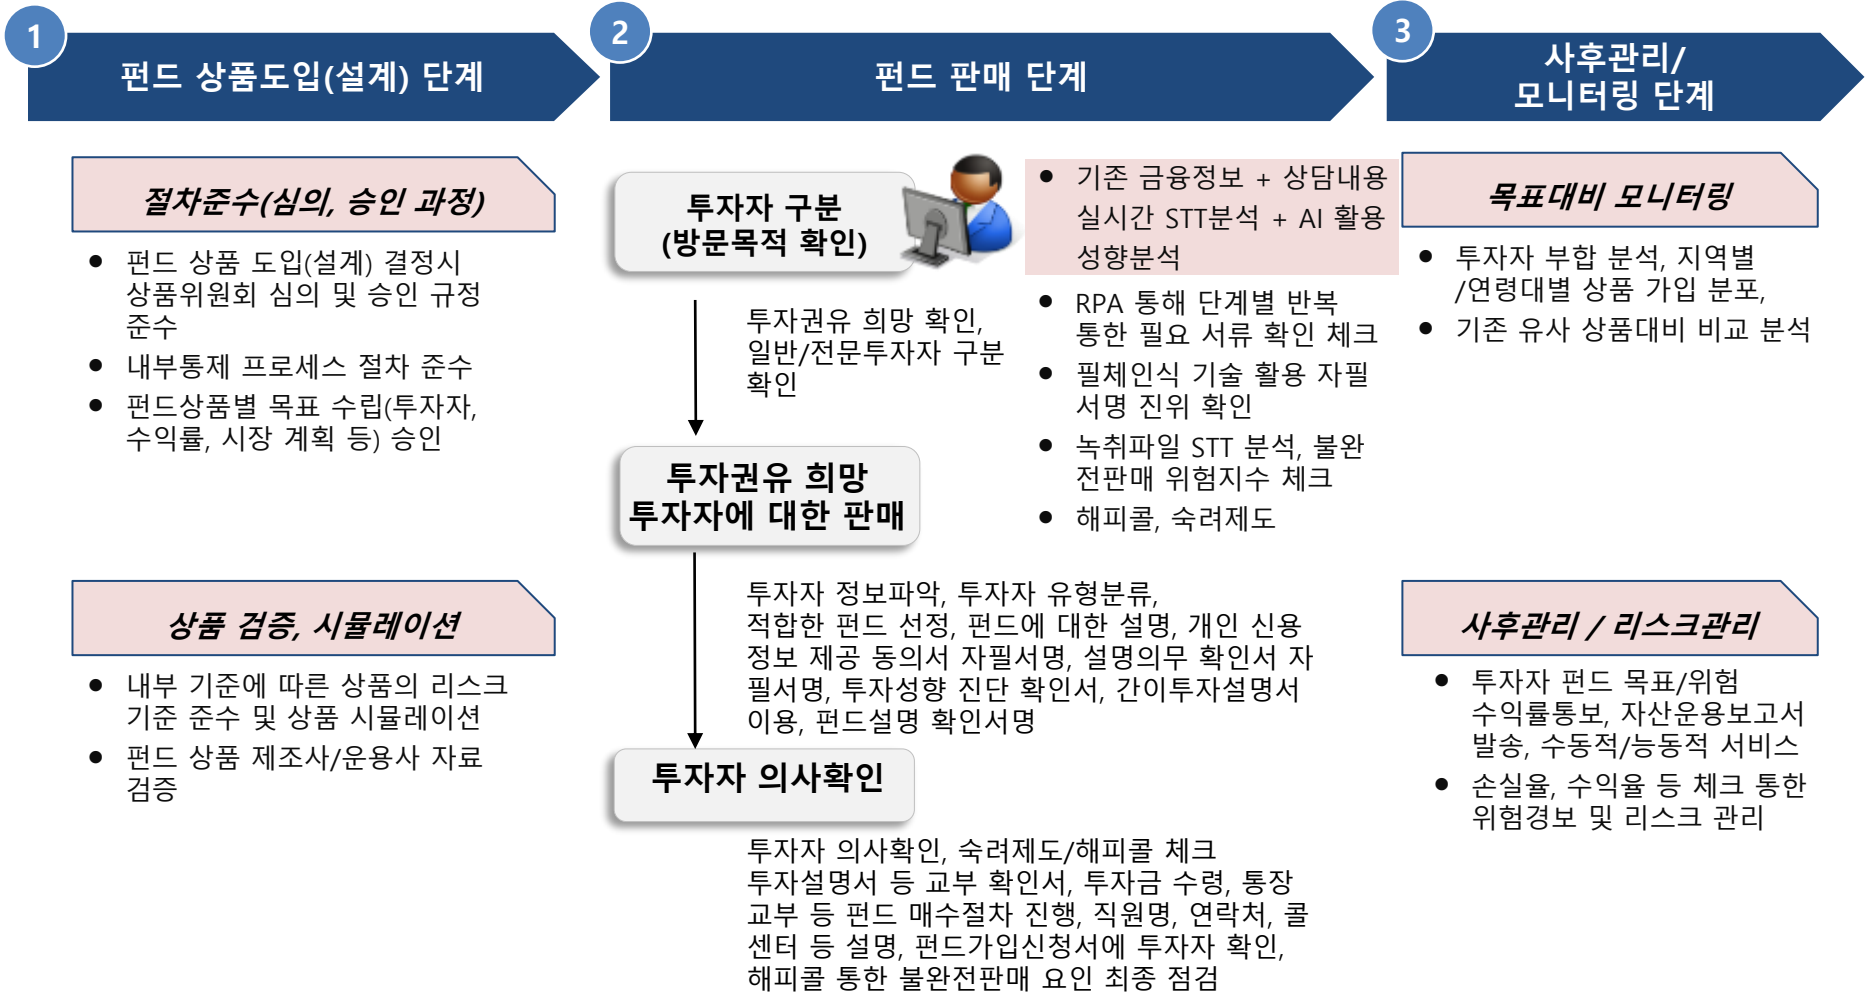 1
펀드 상품도입(설계) 단계
2
펀드 판매 단계
3
사후관리/
모니터링 단계
절차준수(심의, 승인 과정)
● 펀드 상품 도입(설계) 결정시
상품위원회 심의 및 승인 규정
준수
● 내부통제 프로세스 절차 준수
● 펀드상품별 목표 수립(투자자,
수익률, 시장 계획 등) 승인
상품 검증, 시뮬레이션
● 내부 기준에 따른 상품의 리스크
기준 준수 및 상품 시뮬레이션
● 펀드 상품 제조사/운용사 자료
검증
투자자 구분
(방문목적 확인)
투자권유 희망 확인,
일반/전문투자자 구분
확인
투자권유 희망
투자자에 대한 판매
투자자 정보파악, 투자자 유형분류,
적합한 펀드 선정, 펀드에 대한 설명, 개인 신용
정보 제공 동의서 자필서명, 설명의무 확인서 자
필서명, 투자성향 진단 확인서, 간이투자설명서
이용, 펀드설명 확인서명
투자자 의사확인
투자자 의사확인, 숙려제도/해피콜 체크
투자설명서 등 교부 확인서, 투자금 수령, 통장
교부 등 펀드 매수절차 진행, 직원명, 연락처, 콜
센터 등 설명, 펀드가입신청서에 투자자 확인,
해피콜 통한 불완전판매 요인 최종 점검
● 기존 금융정보 + 상담내용
실시간 STT분석 + AI 활용
성향분석
● RPA 통해 단계별 반복
통한 필요 서류 확인 체크
● 필체인식 기술 활용 자필
서명 진위 확인
● 녹취파일 STT 분석, 불완
전판매 위험지수 체크
● 해피콜, 숙려제도
목표대비 모니터링
● 투자자 부합 분석, 지역별
/연령대별 상품 가입 분포,
● 기존 유사 상품대비 비교 분석
사후관리 / 리스크관리
● 투자자 펀드 목표/위험
수익률통보, 자산운용보고서
발송, 수동적/능동적 서비스
● 손실율, 수익율 등 체크 통한
위험경보 및 리스크 관리